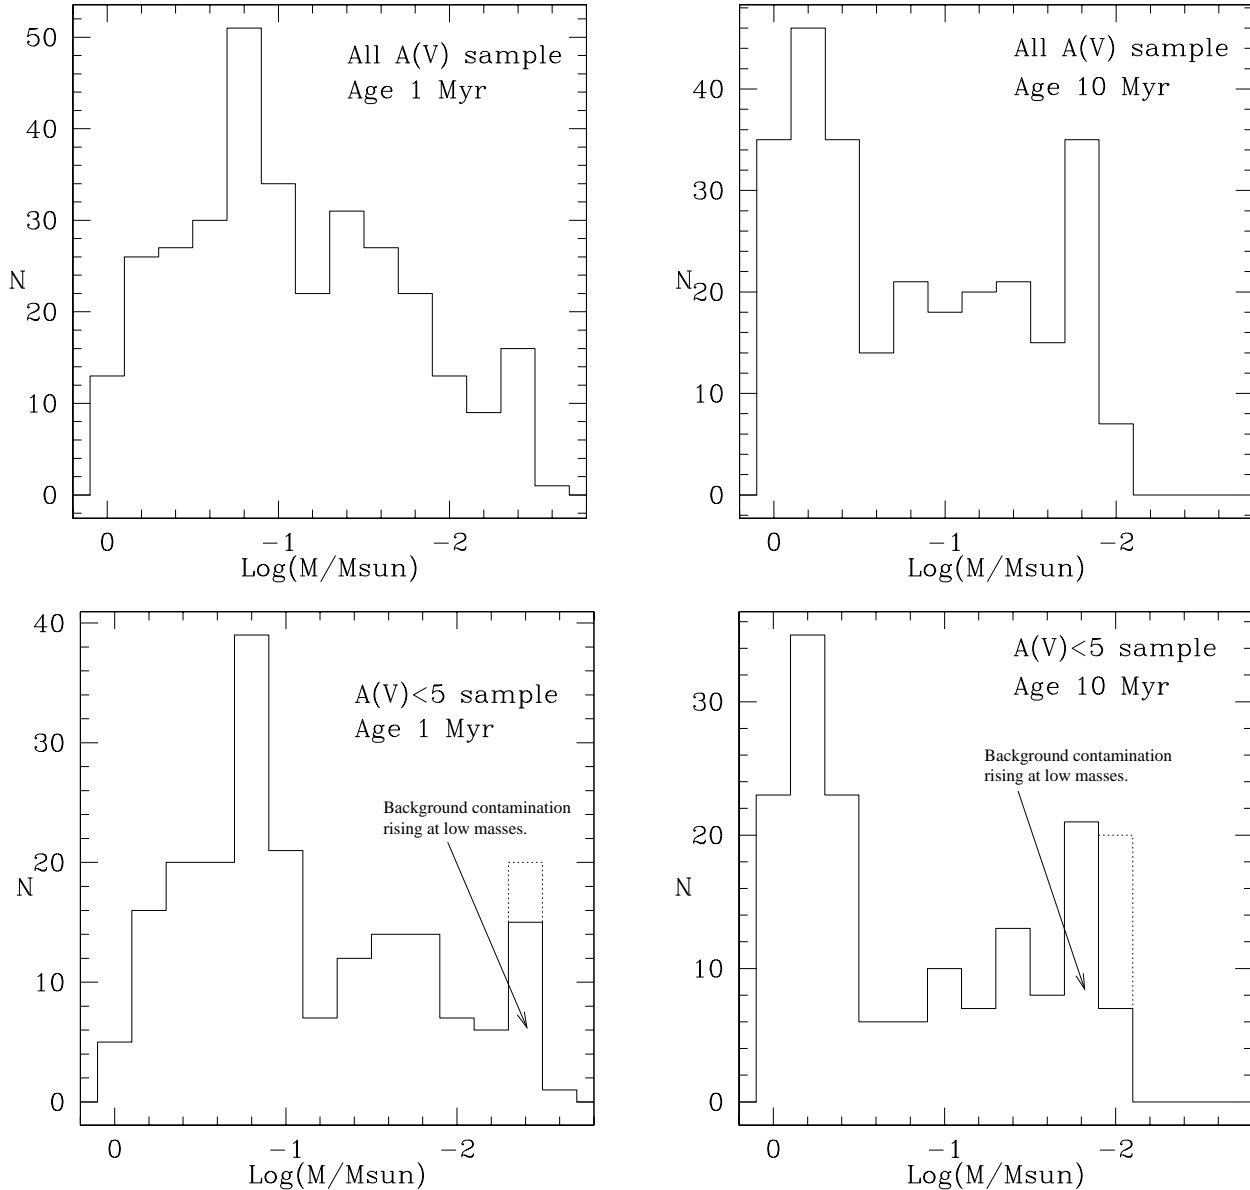 All A(V) sample
Age 1 Myr
50
40
30
20
10
0
N
0 -1 -2
Log(M/Msun)
All A(V) sample
Age 10 Myr
40
30
20
10
0
N
0 -1 -2
Log(M/Msun)
A(V)<5 sample
Age 1 Myr
Background contamination
rising at low masses.
40
30
20
10
0
N
0 -1 -2
Log(M/Msun)
A(V)<5 sample
Age 10 Myr
Background contamination
rising at low masses.
30
20
10
0
N
0 -1 -2
Log(M/Msun)